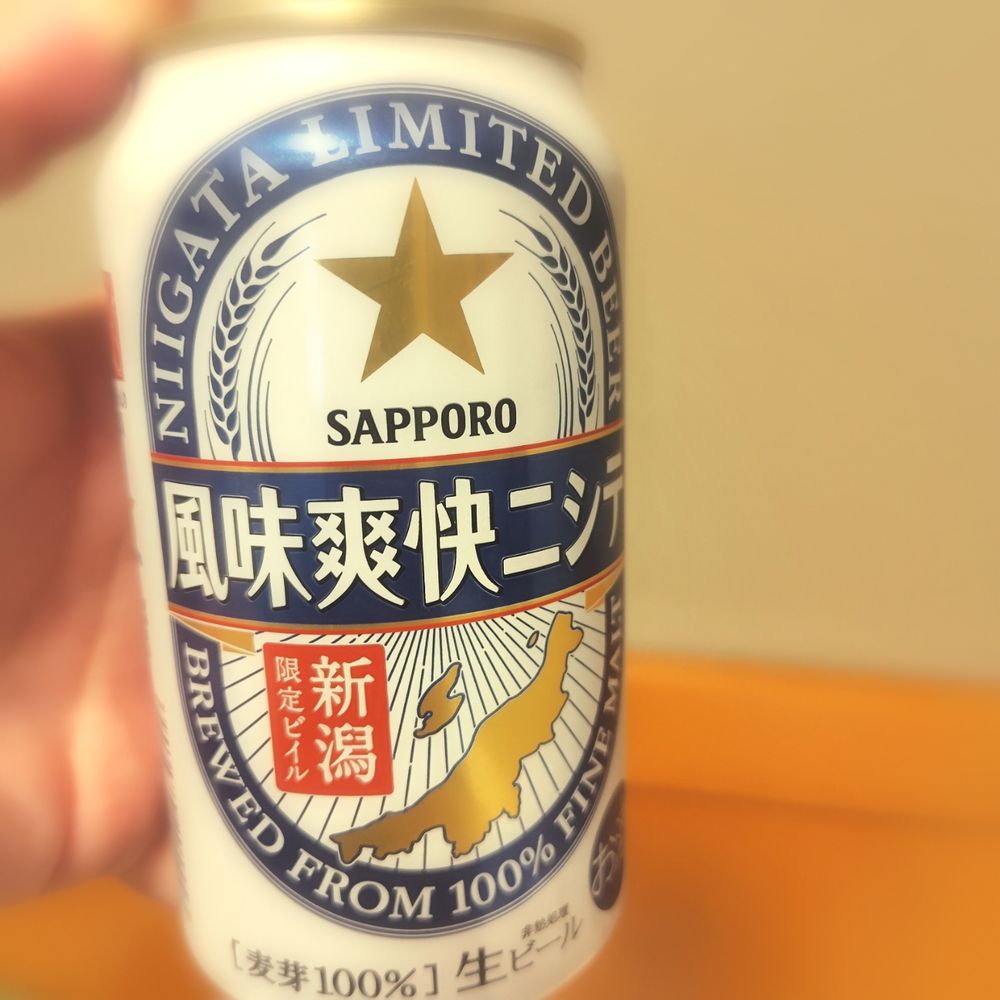 NIIGATA LIMITED BEER
SAPPORO
風味爽快ニシテ
新潟
限定ビイル
BREWED FROM 100% FINE
[麦芽100%]
非熱処理
生ビール
お